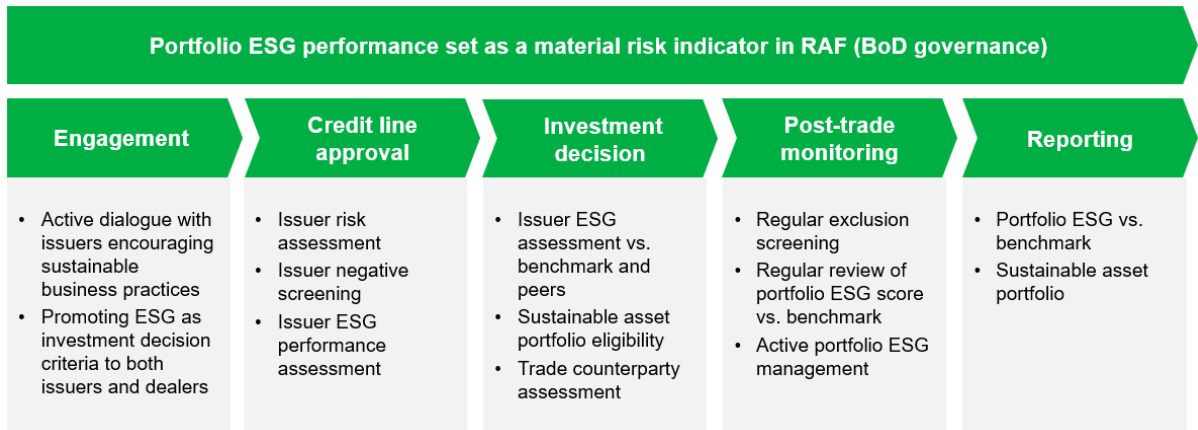 Portfolio ESG performance set as a material risk indicator in RAF (BoD governance)
Engagement
• Active dialogue with
issuers encouraging
sustainable
business practices
• Promoting ESG as
investment decision
criteria to both
issuers and dealers
Credit line
approval
• Issuer risk
assessment
• Issuer negative
screening
• Issuer ESG
performance
assessment
Investment
decision
• Issuer ESG
assessment vs.
benchmark and
peers
• Sustainable asset
portfolio eligibility
• Trade counterparty
assessment
Post-trade
monitoring
• Regular exclusion
screening
• Regular review of
portfolio ESG score
vs. benchmark
• Active portfolio ESG
management
Reporting
• Portfolio ESG vs.
benchmark
• Sustainable asset
portfolio